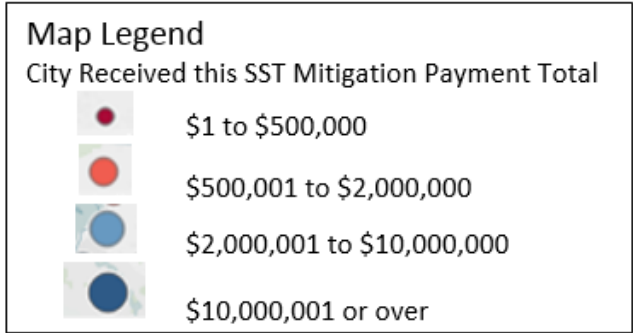 Map Legend
City Received this SST Mitigation Payment Total
$1 to $500,000
$500,001 to $2,000,000
$2,000,001 to $10,000,000
$10,000,001 or over